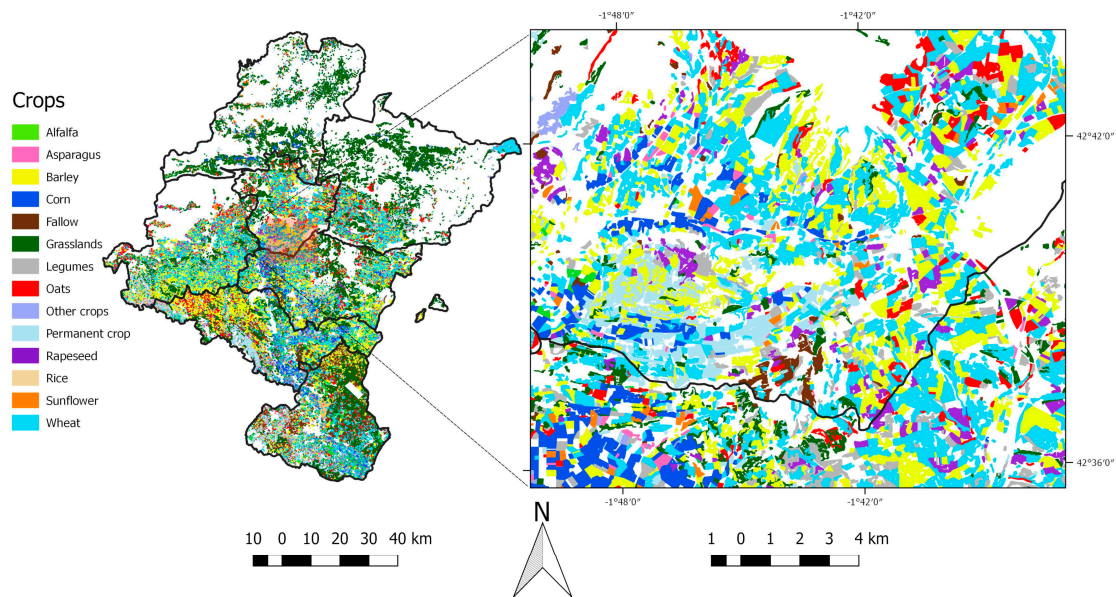 -1°48′0″ -1°42′0″
Crops
Alfalfa
Asparagus
Barley
Corn
Fallow
Grasslands
Legumes
Oats
Other crops
Permanent crop
Rapeseed
Rice
Sunflower
Wheat
42°42′0″
42°36′0″
-1°48′0″ -1°42′0″
N
10 0 10 20 30 40 km
1 0 1 2 3 4 km